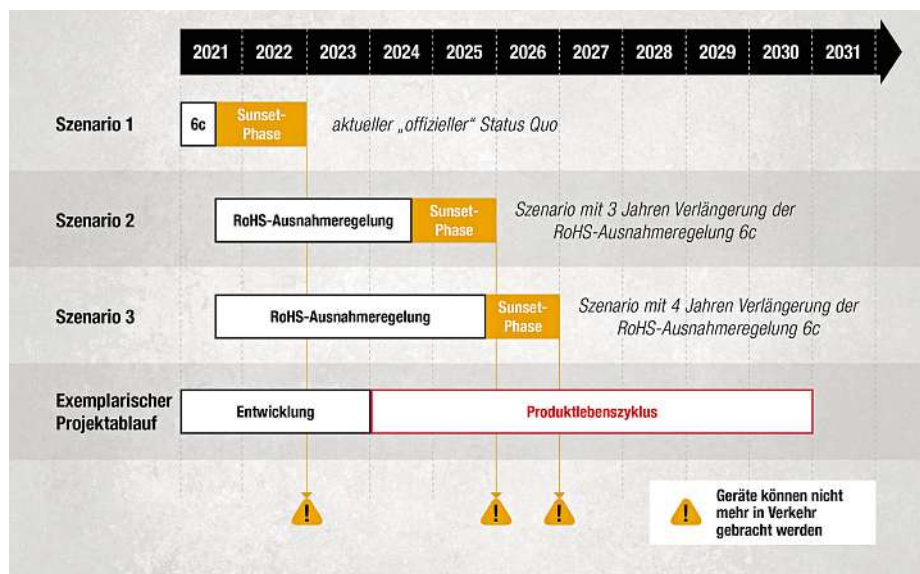 2021 2022 2023 2024 2025 2026 2027 2028 2029 2030 2031
Szenario 1
6c
Sunset-
Phase
aktueller „offizieller“ Status Quo
Szenario 2
RoHS-Ausnahmeregelung
Sunset-
Phase
Szenario mit 3 Jahren Verlängerung der
RoHS-Ausnahmeregelung 6c
Szenario 3
RoHS-Ausnahmeregelung
Sunset-
Phase
Szenario mit 4 Jahren Verlängerung der
RoHS-Ausnahmeregelung 6c
Exemplarischer
Projektablauf
Entwicklung
Produktlebenszyklus
! ! !
!
Geräte können nicht
mehr in Verkehr
gebracht werden